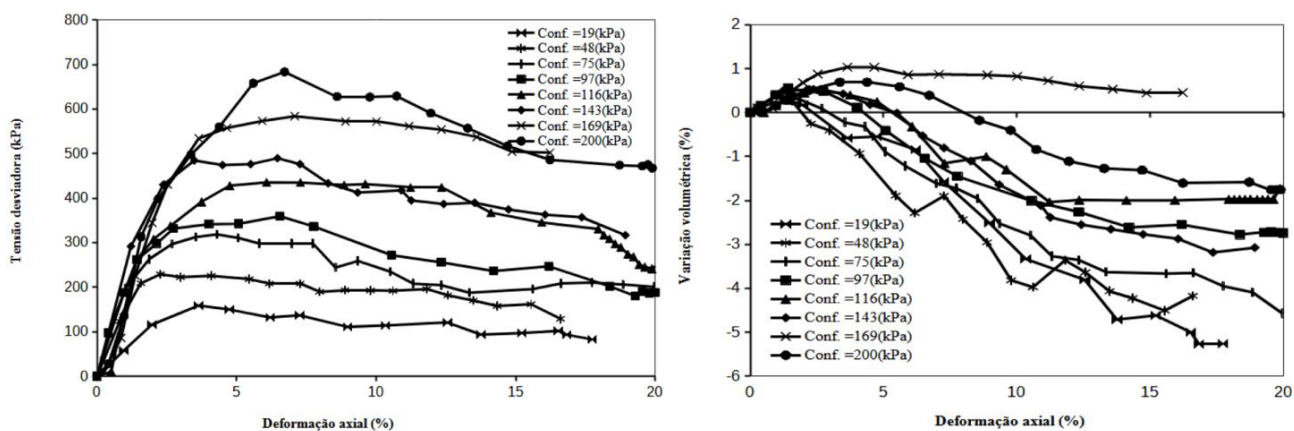 800
700
600
500
400
300
200
100
0
Tensão desviadora (kPa)
Conf. =19(kPa)
Conf. =48(kPa)
Conf. =75(kPa)
Conf. =97(kPa)
Conf. =116(kPa)
Conf. =143(kPa)
Conf. =169(kPa)
Conf. =200(kPa)
0 5 10 15 20
Deformação axial (%)
2
1
0
-1
-2
-3
-4
-5
-6
Variação volumétrica (%)
Conf. =19(kPa)
Conf. =48(kPa)
Conf. =75(kPa)
Conf. =97(kPa)
Conf. =116(kPa)
Conf. =143(kPa)
Conf. =169(kPa)
Conf. =200(kPa)
0 5 10 15 20
Deformação axial (%)